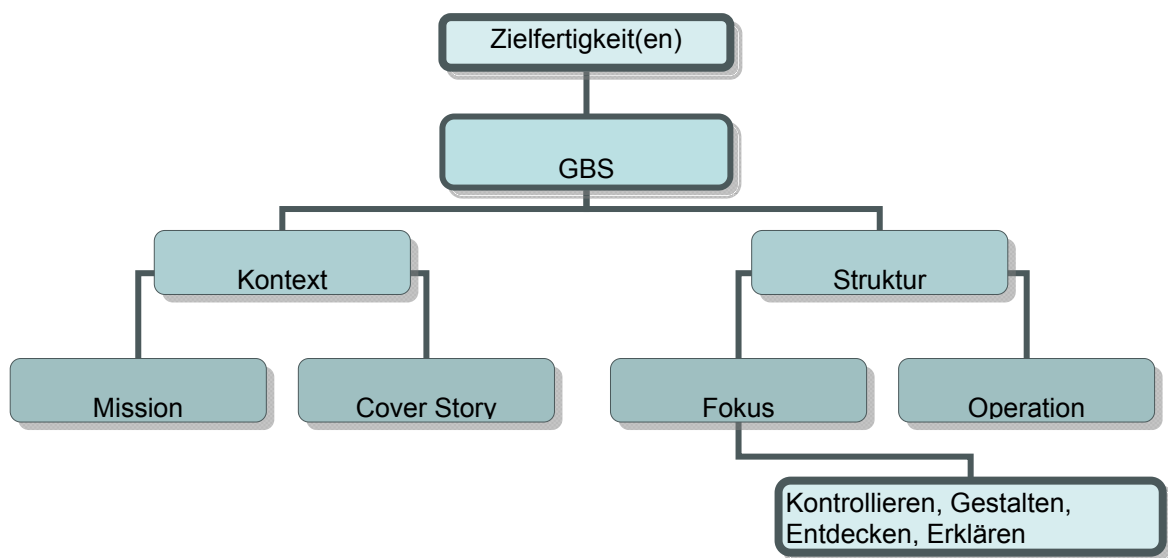 Zielfertigkeit(en)
GBS
Kontext
Struktur
Mission
Cover Story
Fokus
Operation
Kontrollieren, Gestalten,
Entdecken, Erklären